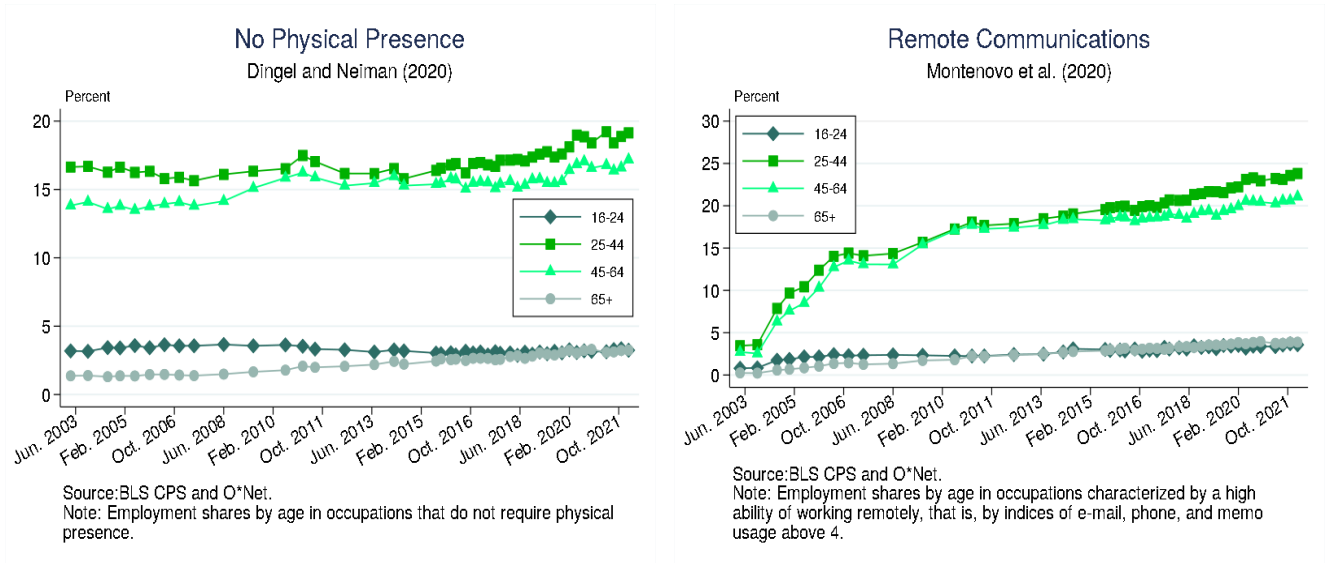 No Physical Presence
Dingel and Neiman (2020)
Percent
20
15
10
5
0
16-24
25-44
45-64
65+
Jun. 2003
Feb. 2005
Oct. 2006
Jun. 2008
Feb. 2010
Oct. 2011
Jun. 2013
Feb. 2015
Oct. 2016
Jun. 2018
Feb. 2020
Oct. 2021
Source:BLS CPS and O*Net.
Note: Employment shares by age in occupations that do not require physical
presence.
Remote Communications
Montenovo et al. (2020)
Percent
30
25
20
15
10
5
0
16-24
25-44
45-64
65+
Jun. 2003
Feb. 2005
Oct. 2006
Jun. 2008
Feb. 2010
Oct. 2011
Jun. 2013
Feb. 2015
Oct. 2016
Jun. 2018
Feb. 2020
Oct. 2021
Source:BLS CPS and O*Net.
Note: Employment shares by age in occupations characterized by a high
ability of working remotely, that is, by indices of e-mail, phone, and memo
usage above 4.